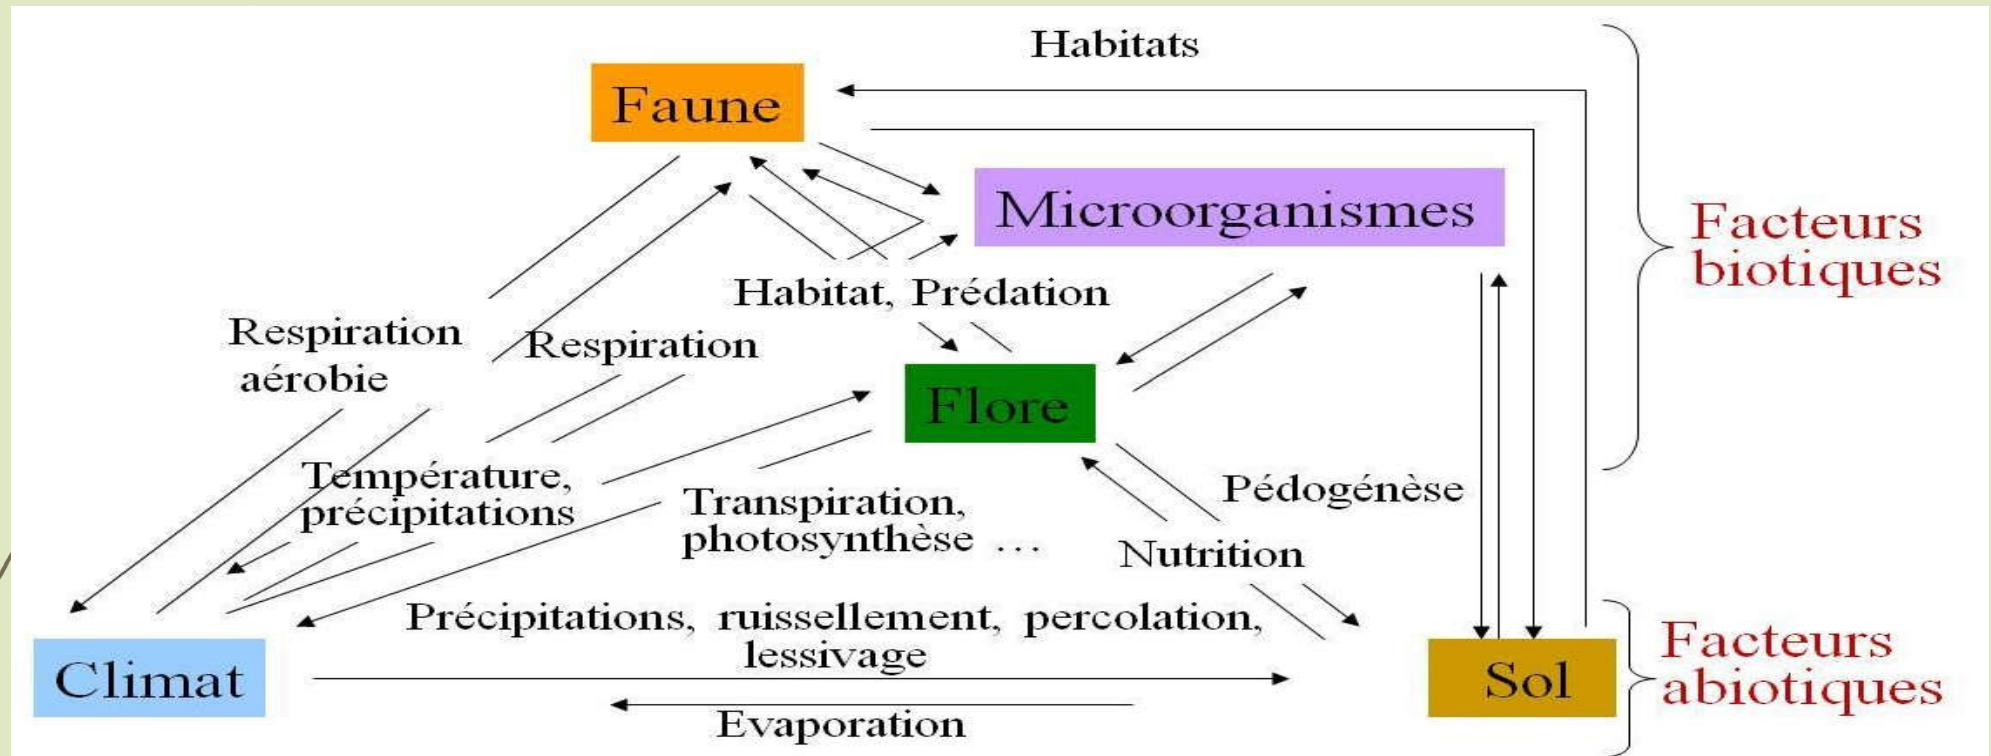 Habitats
Faune
Microorganismes
Facteurs
biotiques
Habitat, Prédation
Respiration
aérobie
Respiration
Flore
Température,
précipitations
Transpiration,
photosynthèse ...
Pédogénèse
Nutrition
Précipitations, ruissellement, percolation,
lessivage
Climat
Sol
Facteurs
abiotiques
Evaporation